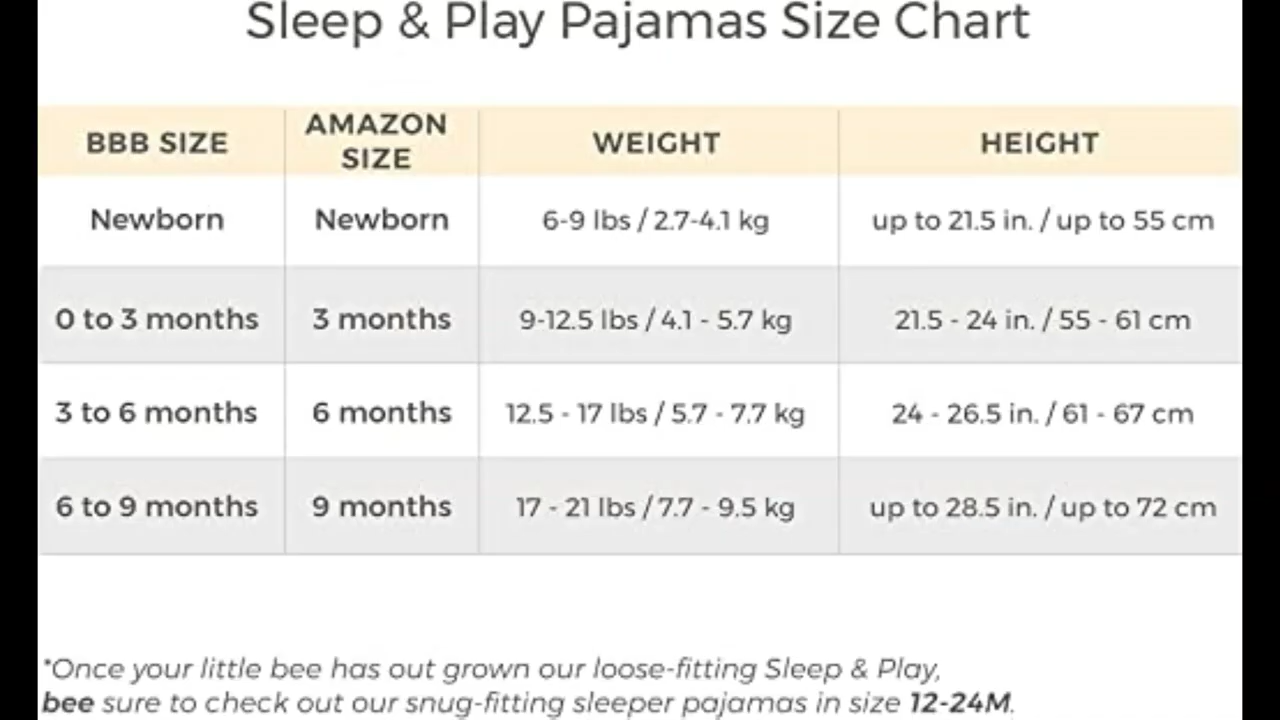 Sleep & Play Pajamas Size Chart
BBB SIZE AMAZON SIZE WEIGHT HEIGHT
Newborn Newborn 6-9 lbs / 2.7-4.1 kg up to 21.5 in. / up to 55 cm
0 to 3 months 3 months 9-12.5 lbs / 4.1 - 5.7 kg 21.5 - 24 in. / 55 - 61 cm
3 to 6 months 6 months 12.5 - 17 lbs / 5.7 - 7.7 kg 24 - 26.5 in. / 61 - 67 cm
6 to 9 months 9 months 17 - 21 lbs / 7.7 - 9.5 kg up to 28.5 in. / up to 72 cm
*Once your little bee has out grown our loose-fitting Sleep & Play,
bee sure to check out our snug-fitting sleeper pajamas in size 12-24M.